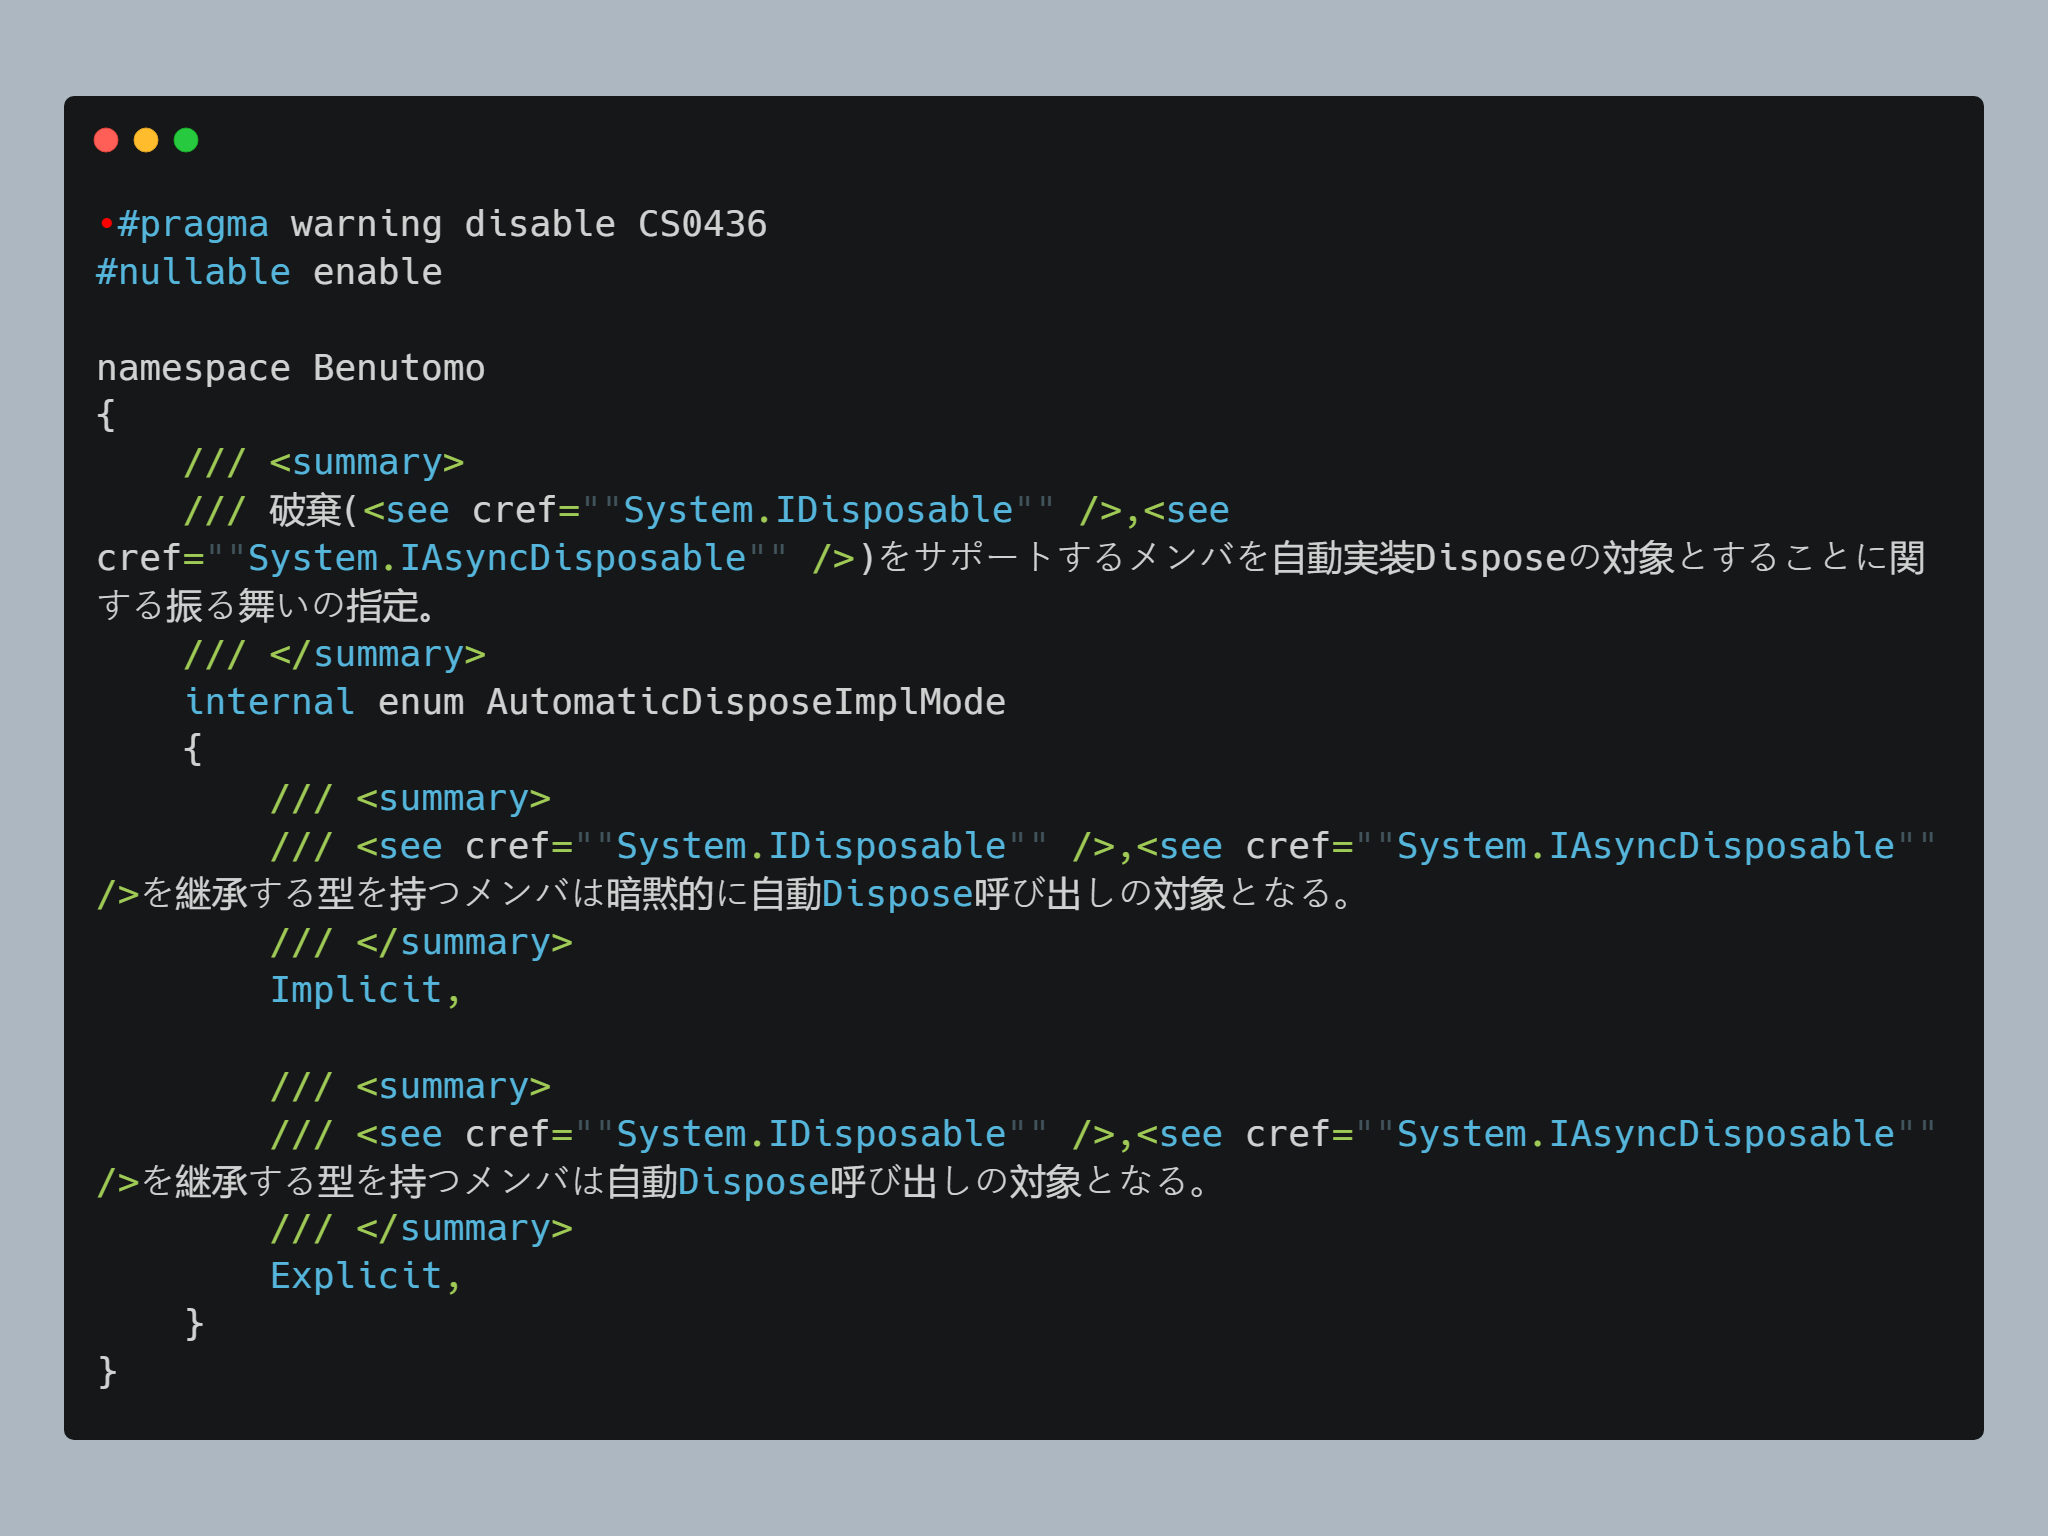 •#pragma warning disable CS0436
#nullable enable

namespace Benutomo
{
    /// <summary>
    /// 破棄(<see cref=""System.IDisposable"" />,<see
cref=""System.IAsyncDisposable"" />)をサポートするメンバを自動実装Disposeの対象とすることに関
する振る舞いの指定。
    /// </summary>
    internal enum AutomaticDisposeImplMode
    {
        /// <summary>
        /// <see cref=""System.IDisposable"" />,<see cref=""System.IAsyncDisposable""
/>を継承する型を持つメンバは暗黙的に自動Dispose呼び出しの対象となる。
        /// </summary>
        Implicit,

        /// <summary>
        /// <see cref=""System.IDisposable"" />,<see cref=""System.IAsyncDisposable""
/>を継承する型を持つメンバは自動Dispose呼び出しの対象となる。
        /// </summary>
        Explicit,
    }
}